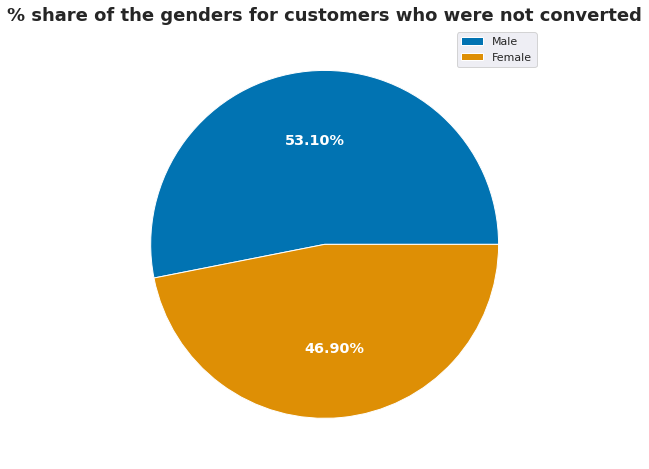 % share of the genders for customers who were not converted
Male
Female
53.10%
46.90%